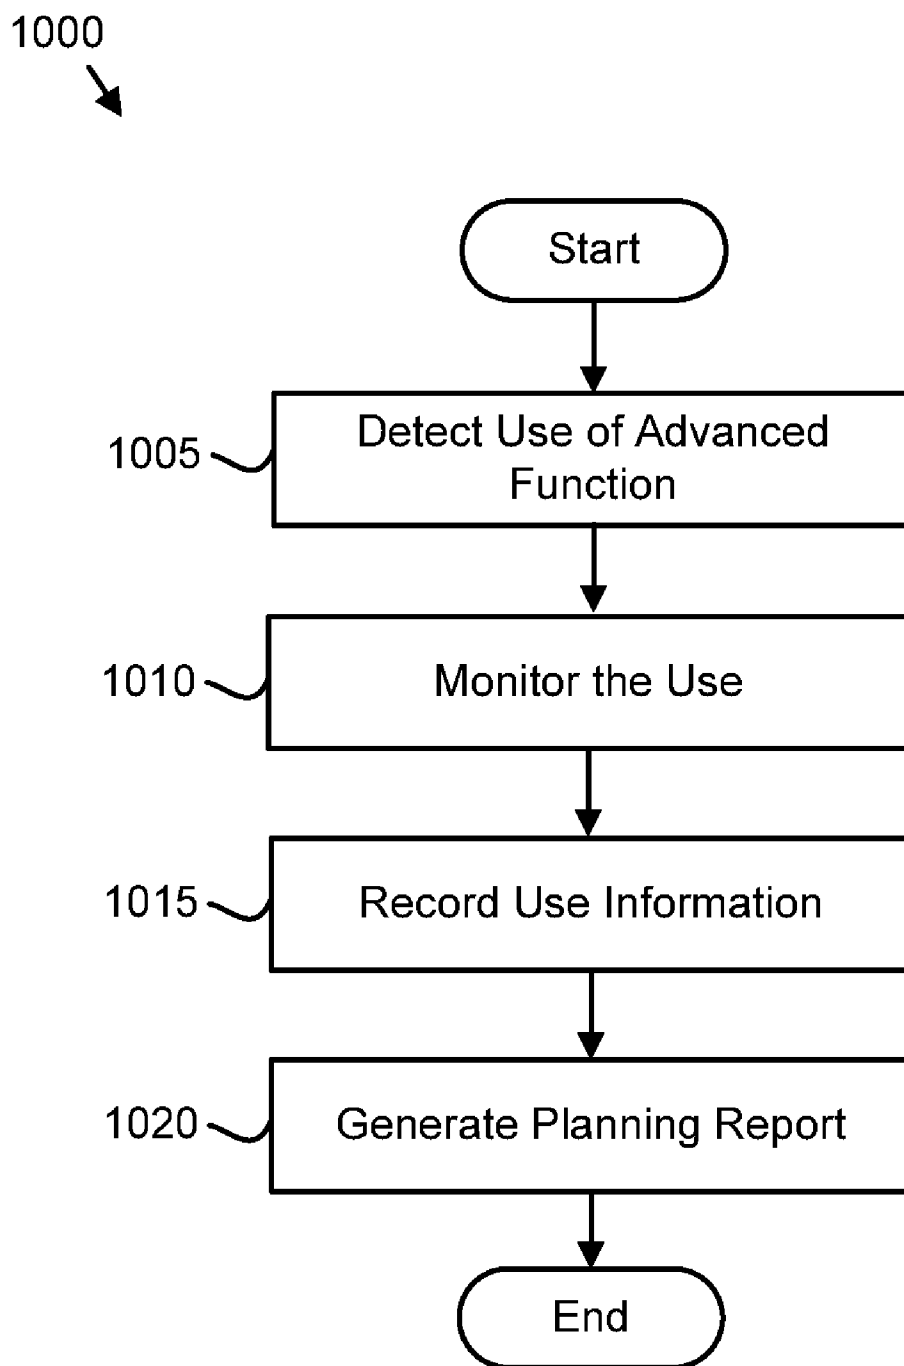 1000
Start
1005
Detect Use of Advanced
Function
1010
Monitor the Use
1015
Record Use Information
1020
Generate Planning Report
End